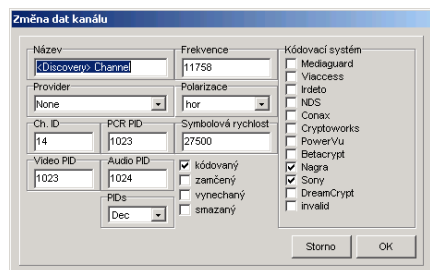 Změna dat kanálu
Název
<Discovery> Channel
Frekvence
11758
Kódovací systém
Mediaguard
Viaccess
Irdeto
NDS
Conax
Cryptoworks
PowerVu
Betacrypt
Nagra
Sony
DreamCrypt
invalid
Provider
None
Polarizace
hor
Ch. ID
14
PCR PID
1023
Symbolová rychlost
27500
Video PID
1023
Audio PID
1024
kódovaný
zamčený
vynechaný
smazaný
PIDs
Dec
Storno
OK